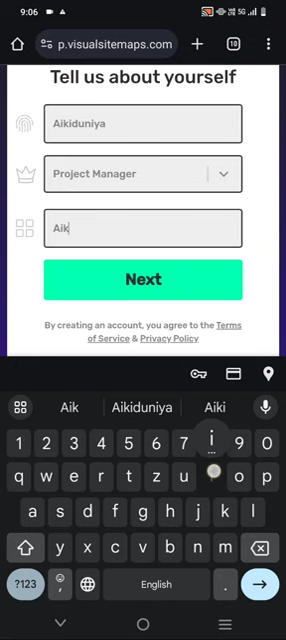 9:06
5G
p.visualsitemaps.com
10
Tell us about yourself
Aikiduniya
Project Manager
Aik
Next
By creating an account, you agree to the Terms
of Service & Privacy Policy
Aik Aikiduniya Aiki
1 2 3 4 5 6 7 i 9 0
q w e r t z u o p
a s d f g h j k l
y x c v b n m
?123 , English .